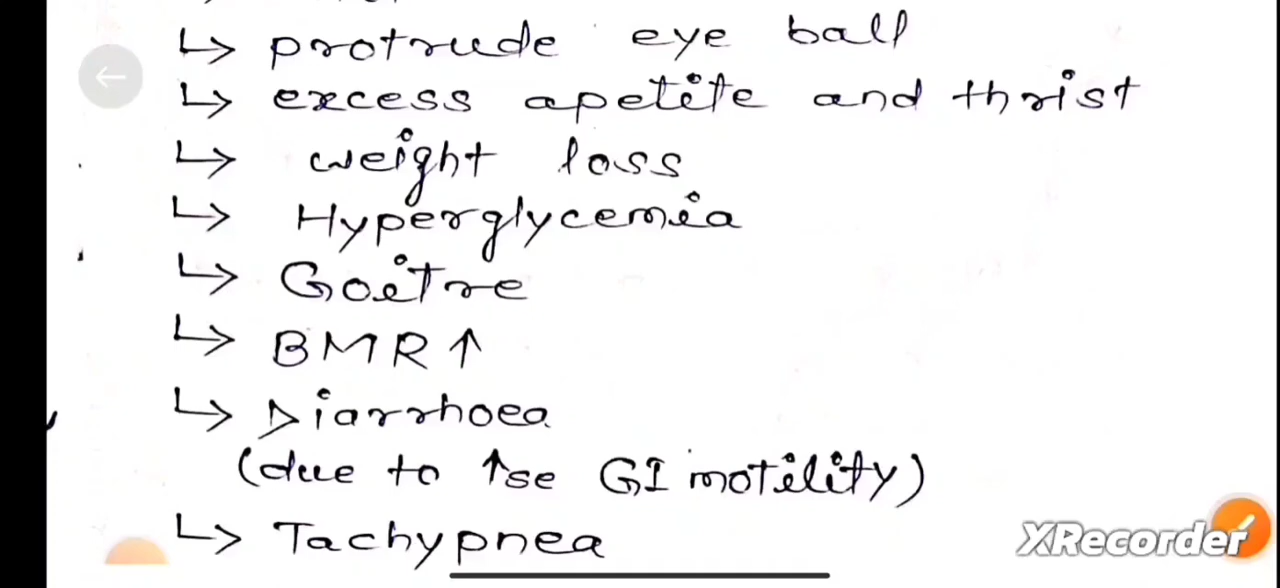 ↳ protrude eye ball
↳ excess apetite and thrist
↳ weight loss
↳ Hyperglycemia
↳ Goitre
↳ BMR ↑
↳ Diarrhoea
(due to ↑se GI motility)
↳ Tachypnea
XRecorder